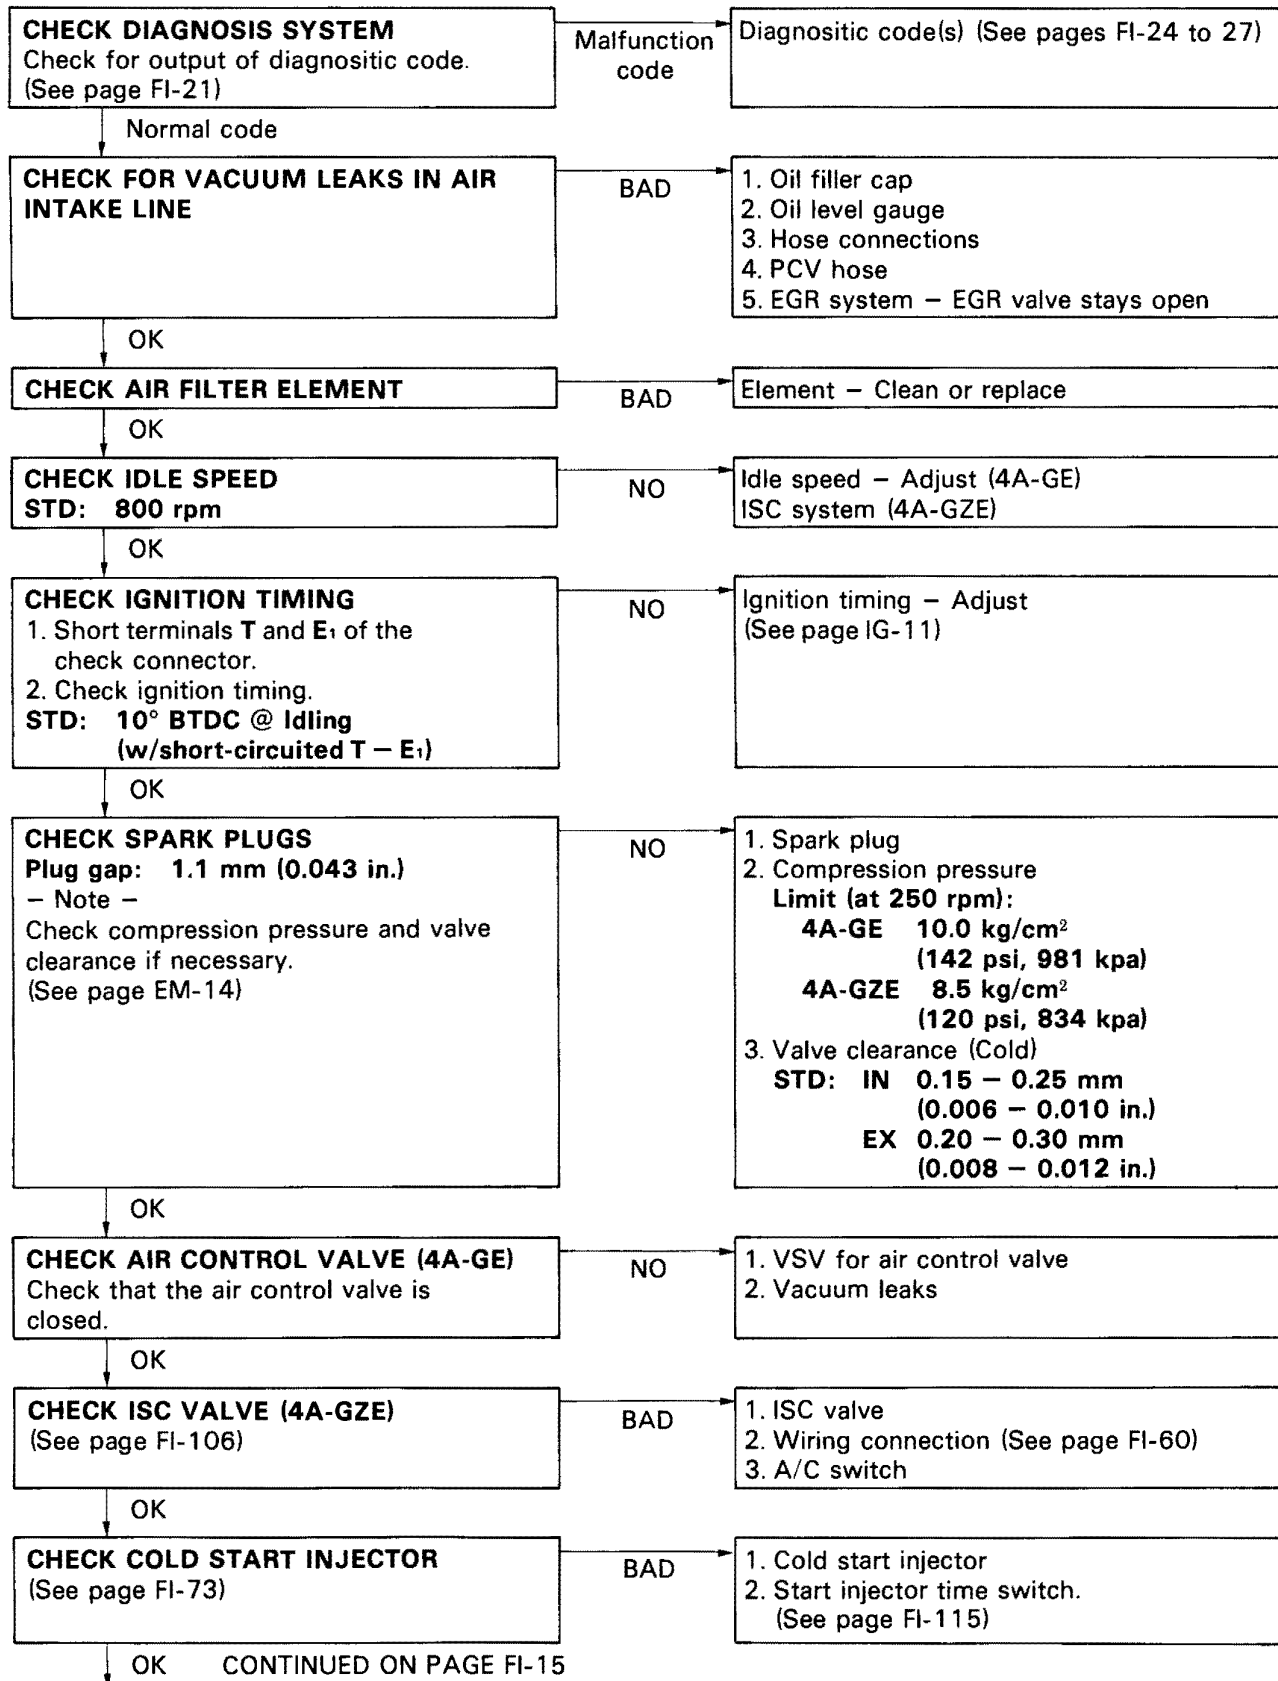 CHECK DIAGNOSIS SYSTEM
Check for output of diagnositic code.
(See page FI-21)
Malfunction
code
Diagnositic code(s) (See pages FI-24 to 27)
Normal code
CHECK FOR VACUUM LEAKS IN AIR
INTAKE LINE
BAD
1. Oil filler cap
2. Oil level gauge
3. Hose connections
4. PCV hose
5. EGR system – EGR valve stays open
OK
CHECK AIR FILTER ELEMENT
BAD
Element – Clean or replace
OK
CHECK IDLE SPEED
STD: 800 rpm
NO
Idle speed – Adjust (4A-GE)
ISC system (4A-GZE)
OK
CHECK IGNITION TIMING
1. Short terminals T and E₁ of the
check connector.
2. Check ignition timing.
STD: 10° BTDC @ Idling
(w/short-circuited T – E₁)
NO
Ignition timing – Adjust
(See page IG-11)
OK
CHECK SPARK PLUGS
Plug gap: 1.1 mm (0.043 in.)
– Note –
Check compression pressure and valve
clearance if necessary.
(See page EM-14)
NO
1. Spark plug
2. Compression pressure
Limit (at 250 rpm):
4A-GE 10.0 kg/cm²
(142 psi, 981 kpa)
4A-GZE 8.5 kg/cm²
(120 psi, 834 kpa)
3. Valve clearance (Cold)
STD: IN 0.15 – 0.25 mm
(0.006 – 0.010 in.)
EX 0.20 – 0.30 mm
(0.008 – 0.012 in.)
OK
CHECK AIR CONTROL VALVE (4A-GE)
Check that the air control valve is
closed.
NO
1. VSV for air control valve
2. Vacuum leaks
OK
CHECK ISC VALVE (4A-GZE)
(See page FI-106)
BAD
1. ISC valve
2. Wiring connection (See page FI-60)
3. A/C switch
OK
CHECK COLD START INJECTOR
(See page FI-73)
BAD
1. Cold start injector
2. Start injector time switch.
(See page FI-115)
OK CONTINUED ON PAGE FI-15